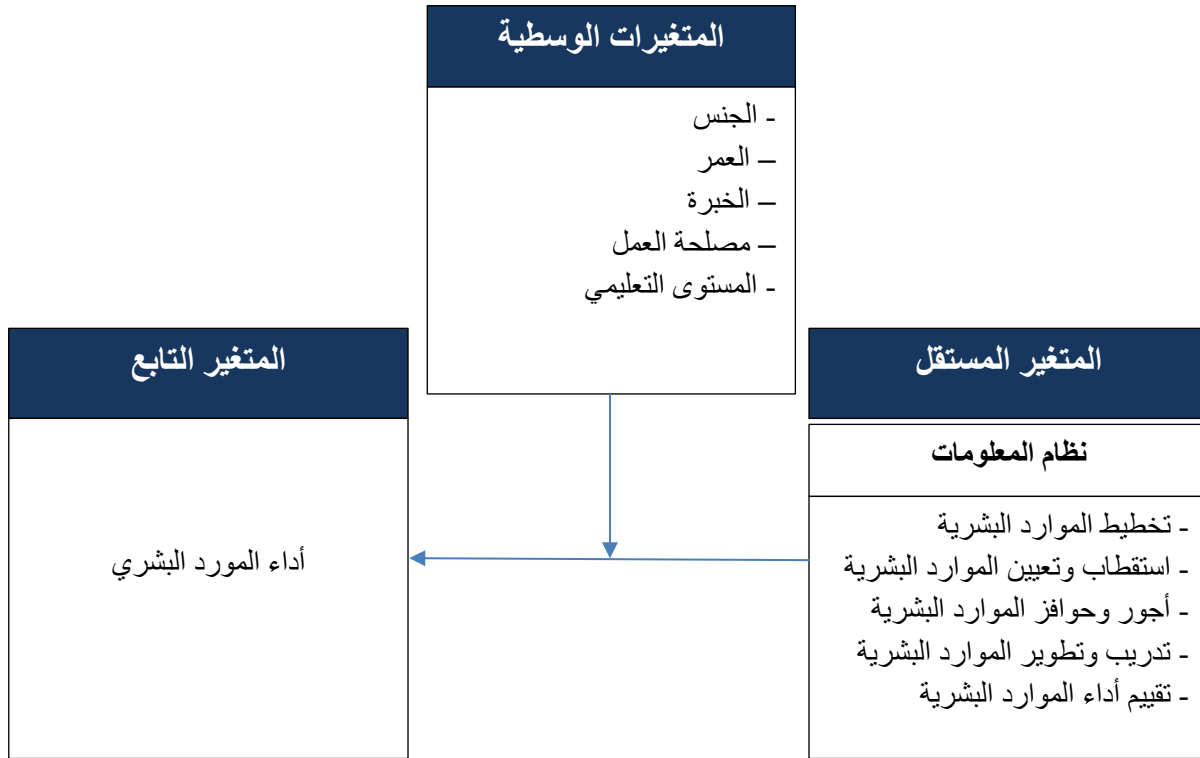 المتغيرات الوسطية
- الجنس
– العمر
– الخبرة
– مصلحة العمل
- المستوى التعليمي
المتغير المستقل
نظام المعلومات
- تخطيط الموارد البشرية
- استقطاب وتعيين الموارد البشرية
- أجور وحوافز الموارد البشرية
- تدريب وتطوير الموارد البشرية
- تقييم أداء الموارد البشرية
المتغير التابع
أداء المورد البشري